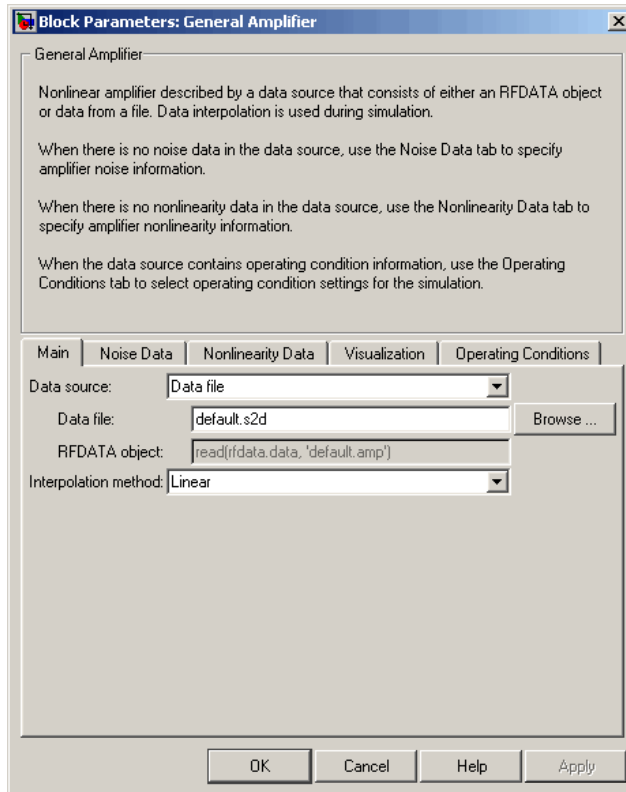 Block Parameters: General Amplifier
General Amplifier
Nonlinear amplifier described by a data source that consists of either an RFDATA object
or data from a file. Data interpolation is used during simulation.
When there is no noise data in the data source, use the Noise Data tab to specify
amplifier noise information.
When there is no nonlinearity data in the data source, use the Nonlinearity Data tab to
specify amplifier nonlinearity information.
When the data source contains operating condition information, use the Operating
Conditions tab to select operating condition settings for the simulation.
Main Noise Data Nonlinearity Data Visualization Operating Conditions
Data source: Data file
Data file: default.s2d Browse ...
RFDATA object: read(rfdata.data, 'default.amp')
Interpolation method: Linear
OK Cancel Help Apply